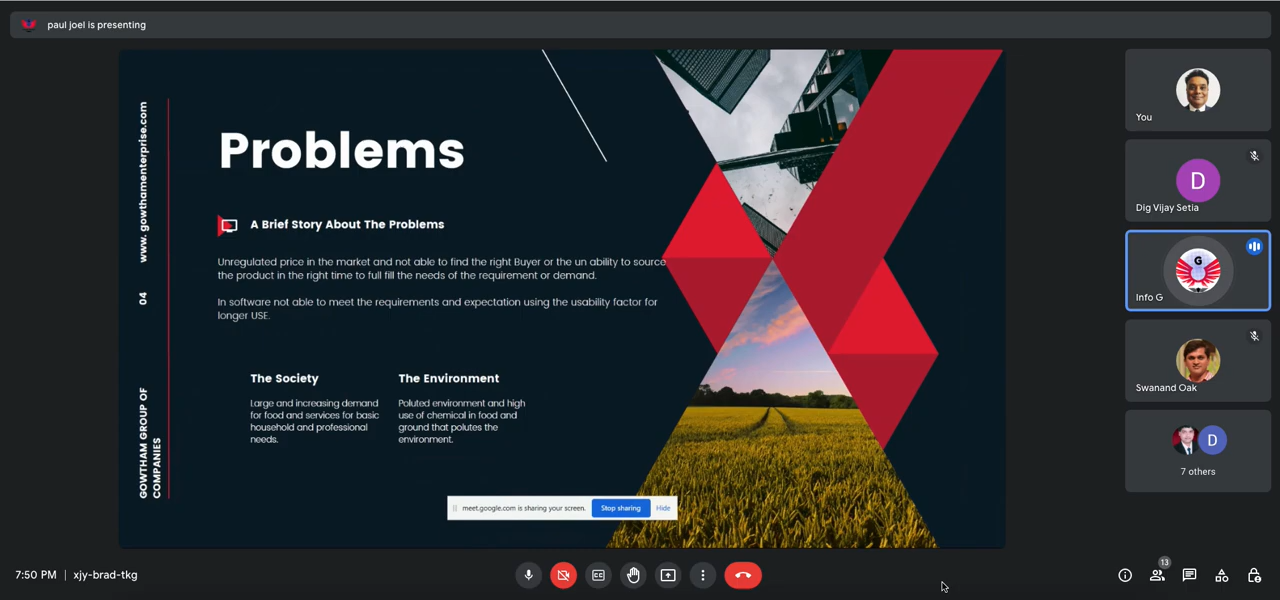 paul joel is presenting
www. gowthamenterprise.com
04
GOWTHAM GROUP OF
COMPANIES
Problems
A Brief Story About The Problems
Unregulated price in the market and not able to find the right Buyer or the un ability to source
the product in the right time to full fill the needs of the requirement or demand.
In software not able to meet the requirements and expectation using the usability factor for
longer USE.
The Society
Large and increasing demand
for food and services for basic
household and professional
needs.
The Environment
Poluted environment and high
use of chemical in food and
ground that polutes the
environment.
meet.google.com is sharing your screen.
Stop sharing
Hide
You
D
Dig Vijay Setia
G
Info G
Swanand Oak
D
7 others
7:50 PM | xjy-brad-tkg
CC
13